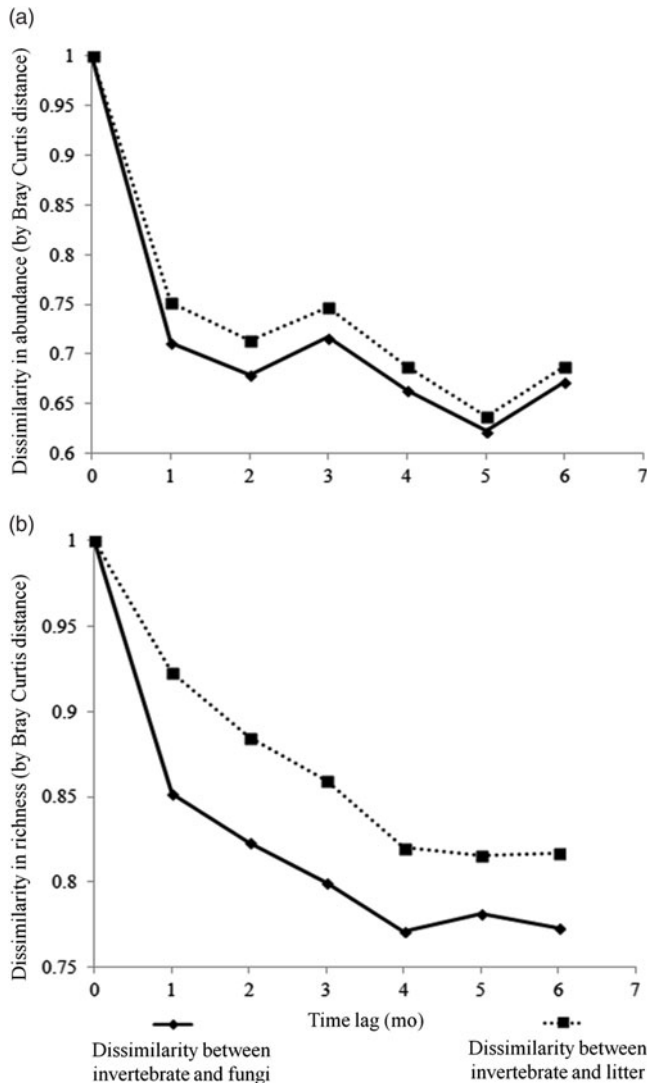 (a)
Dissimilarity in abundance (by Bray Curtis distance)
1
0.95
0.9
0.85
0.8
0.75
0.7
0.65
0.6
0 1 2 3 4 5 6 7
(b)
Dissimilarity in richness (by Bray Curtis distance)
1
0.95
0.9
0.85
0.8
0.75
0 1 2 3 4 5 6 7
Time lag (mo)
Dissimilarity between
invertebrate and fungi
Dissimilarity between
invertebrate and litter